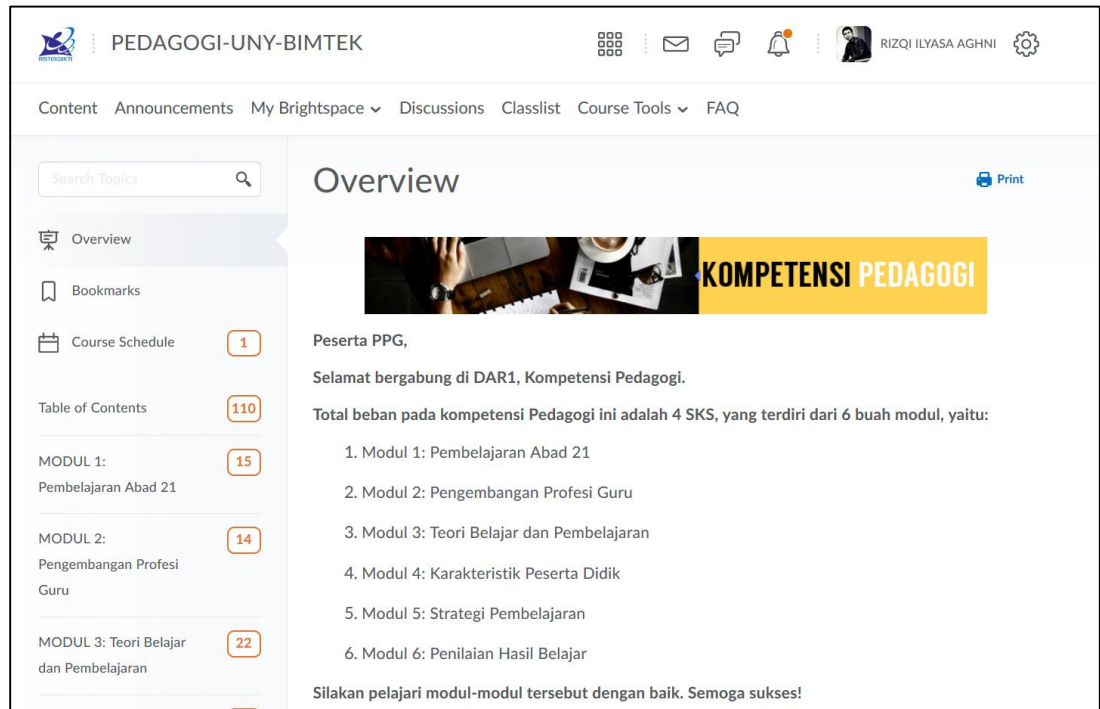 RISTEKDIKTI
PEDAGOGI-UNY-BIMTEK
RIZQI ILYASA AGHNI
Content Announcements My Brightspace Discussions Classlist Course Tools FAQ
Search Topics
Overview
Bookmarks
Course Schedule 1
Table of Contents 110
MODUL 1: 15
Pembelajaran Abad 21
MODUL 2: 14
Pengembangan Profesi
Guru
MODUL 3: Teori Belajar 22
dan Pembelajaran
Overview
Print
KOMPETENSI PEDAGOGI
Peserta PPG,
Selamat bergabung di DAR1, Kompetensi Pedagogi.
Total beban pada kompetensi Pedagogi ini adalah 4 SKS, yang terdiri dari 6 buah modul, yaitu:
1. Modul 1: Pembelajaran Abad 21
2. Modul 2: Pengembangan Profesi Guru
3. Modul 3: Teori Belajar dan Pembelajaran
4. Modul 4: Karakteristik Peserta Didik
5. Modul 5: Strategi Pembelajaran
6. Modul 6: Penilaian Hasil Belajar
Silakan pelajari modul-modul tersebut dengan baik. Semoga sukses!